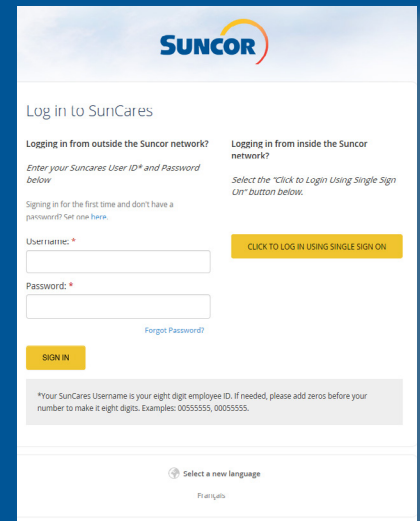 SUNCOR
Log in to SunCares
Logging in from outside the Suncor network?
Enter your Suncares User ID* and Password
below
Signing in for the first time and don't have a
password? Set one here.
Username: *
Password: *
Forgot Password?
SIGN IN
Logging in from inside the Suncor
network?
Select the "Click to Login Using Single Sign
On" button below.
CLICK TO LOG IN USING SINGLE SIGN ON
*Your SunCares Username is your eight digit employee ID. If needed, please add zeros before your
number to make it eight digits. Examples: 00555555, 00055555.
Select a new language
Français